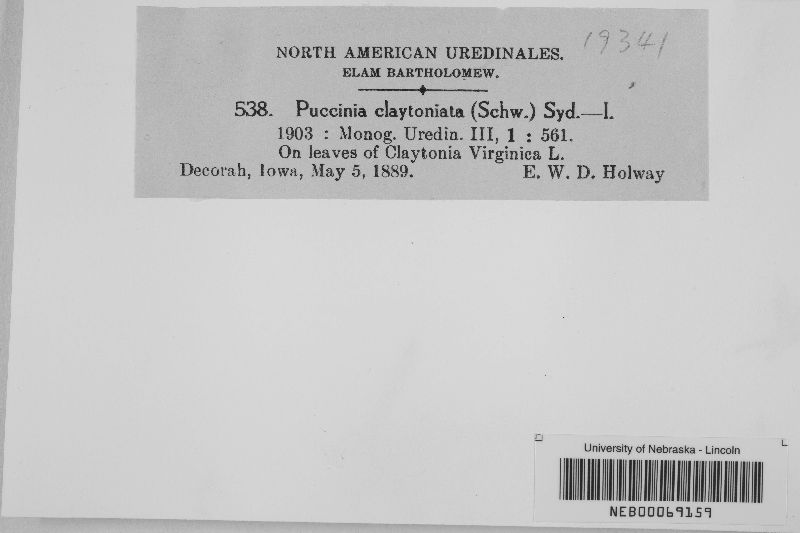 NORTH AMERICAN UREDINALES.
19341
ELAM BARTHOLOMEW.
538. Puccinia claytoniata (Schw.) Syd.—I.
1903 : Monog. Uredin. III, 1 : 561.
On leaves of Claytonia Virginica L.
Decorah, Iowa, May 5, 1889. E. W. D. Holway
University of Nebraska - Lincoln
NEB00069159